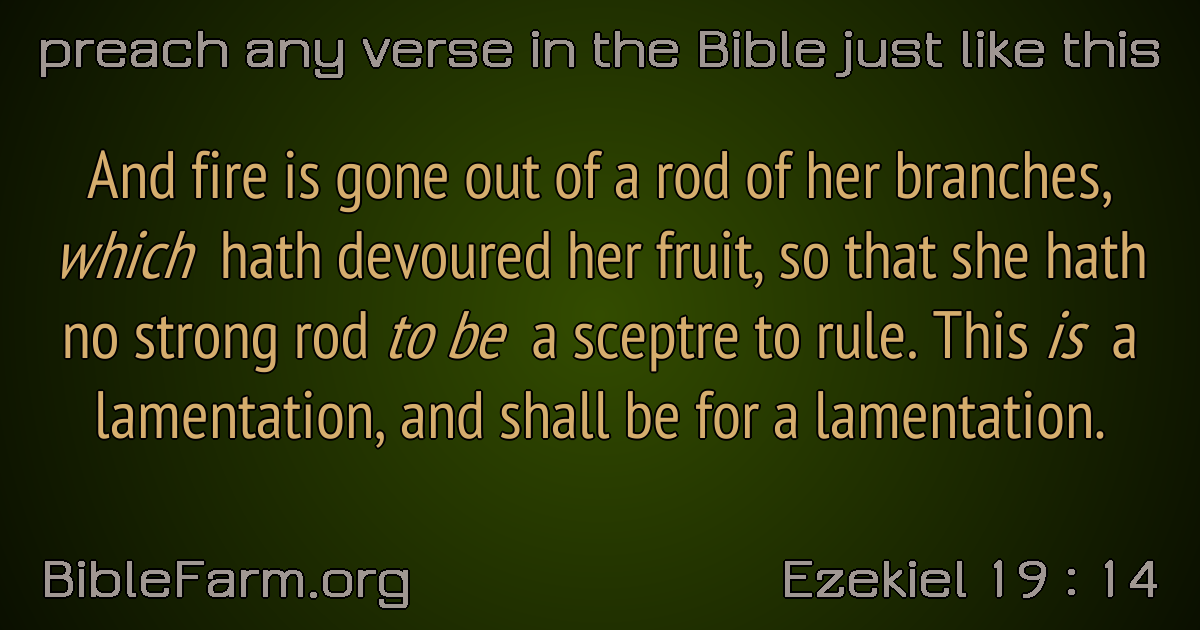 preach any verse in the Bible just like this
And fire is gone out of a rod of her branches,
which hath devoured her fruit, so that she hath
no strong rod to be a sceptre to rule. This is a
lamentation, and shall be for a lamentation.
BibleFarm.org
Ezekiel 19 : 14